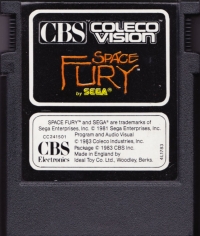 CBS COLECO VISION
SPACE
FURY
by SEGA®
SPACE FURY™ and SEGA® are trademarks of
Sega Enterprises, Inc. © 1981 Sega Enterprises, Inc.
Program and Audio Visual
© 1983 Coleco Industries, Inc.
Package © 1983 CBS Inc.
Made in England by
Ideal Toy Co. Ltd., Woodley, Berks.
CC241501
CBS
Electronics